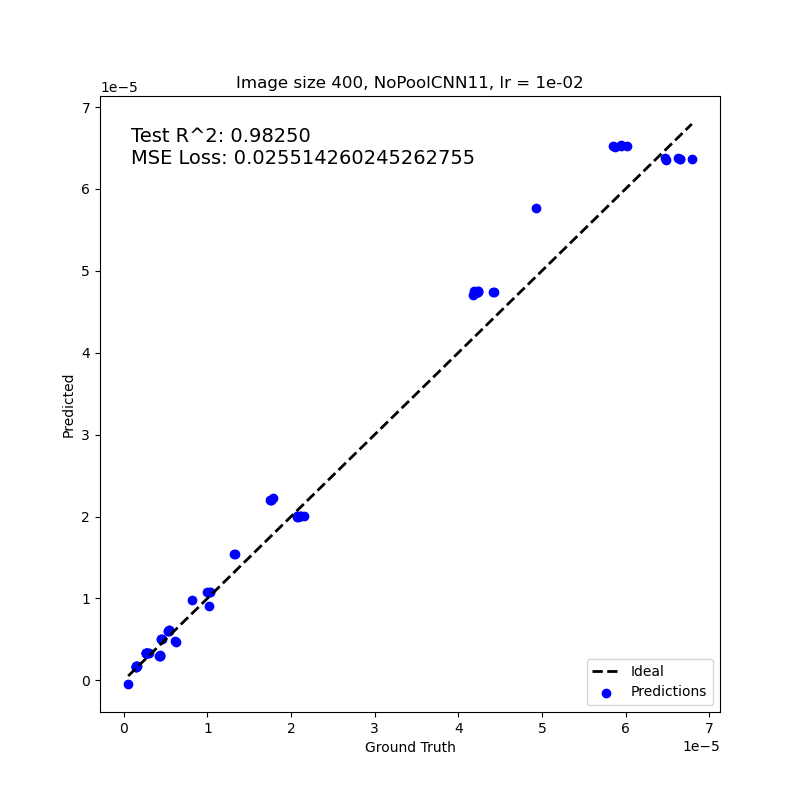 Image size 400, NoPoolCNN11, lr = 1e-02
1e−5
Test R^2: 0.98250
MSE Loss: 0.025514260245262755
7
6
5
4
3
2
1
0
Predicted
Ideal
Predictions
0 1 2 3 4 5 6 7
Ground Truth
1e−5